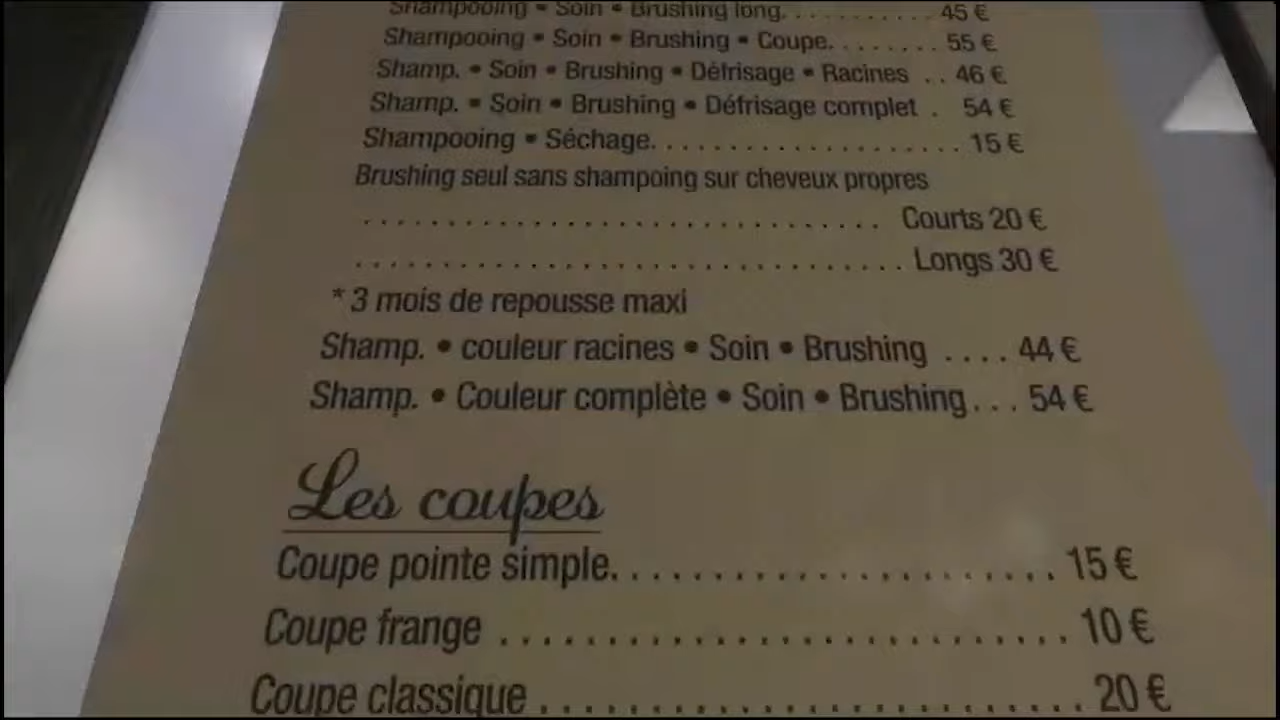 Shampooing • Soin • Brushing long. . . . . . . . . . . . 45 €
Shampooing • Soin • Brushing • Coupe. . . . . . . . 55 €
Shamp. • Soin • Brushing • Défrisage • Racines . . 46 €
Shamp. • Soin • Brushing • Défrisage complet . 54 €
Shampooing • Séchage. . . . . . . . . . . . . . . . . . . . . 15 €
Brushing seul sans shampoing sur cheveux propres
. . . . . . . . . . . . . . . . . . . . . . . . . . . . . . . Courts 20 €
. . . . . . . . . . . . . . . . . . . . . . . . . . . . . . . . Longs 30 €
* 3 mois de repousse maxi
Shamp. • couleur racines • Soin • Brushing . . . . 44 €
Shamp. • Couleur complète • Soin • Brushing. . . 54 €
Les coupes
Coupe pointe simple. . . . . . . . . . . . . . . . . . . . . . . 15 €
Coupe frange . . . . . . . . . . . . . . . . . . . . . . . . . . . . 10 €
Coupe classique . . . . . . . . . . . . . . . . . . . . . . . . . . 20 €